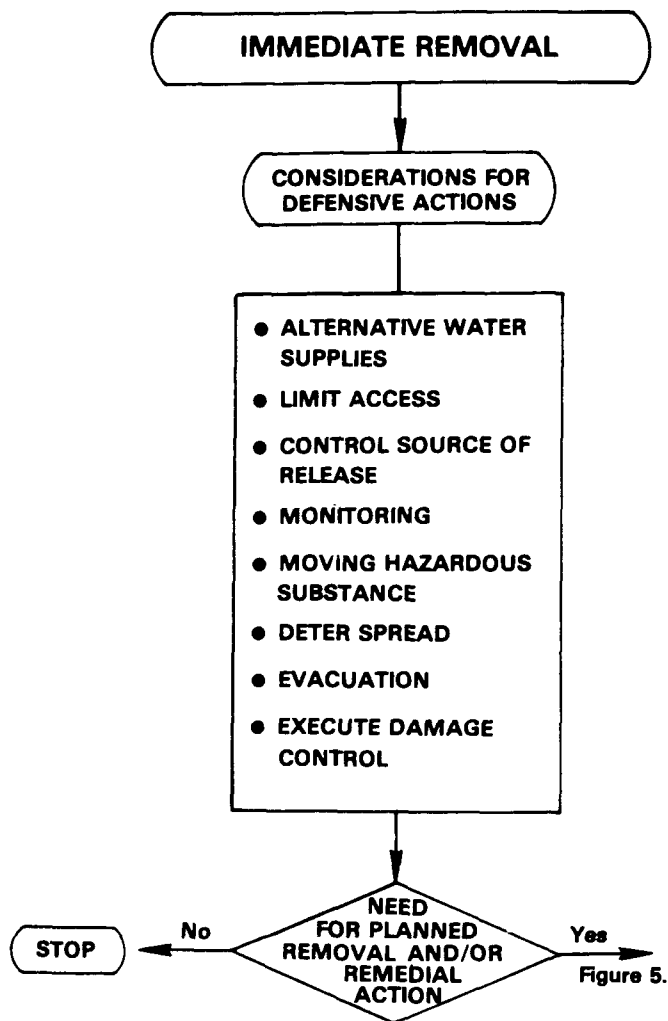 IMMEDIATE REMOVAL
CONSIDERATIONS FOR
DEFENSIVE ACTIONS
● ALTERNATIVE WATER
SUPPLIES
● LIMIT ACCESS
● CONTROL SOURCE OF
RELEASE
● MONITORING
● MOVING HAZARDOUS
SUBSTANCE
● DETER SPREAD
● EVACUATION
● EXECUTE DAMAGE
CONTROL
NEED
FOR PLANNED
REMOVAL AND/OR
REMEDIAL
ACTION
No
STOP
Yes
Figure 5.